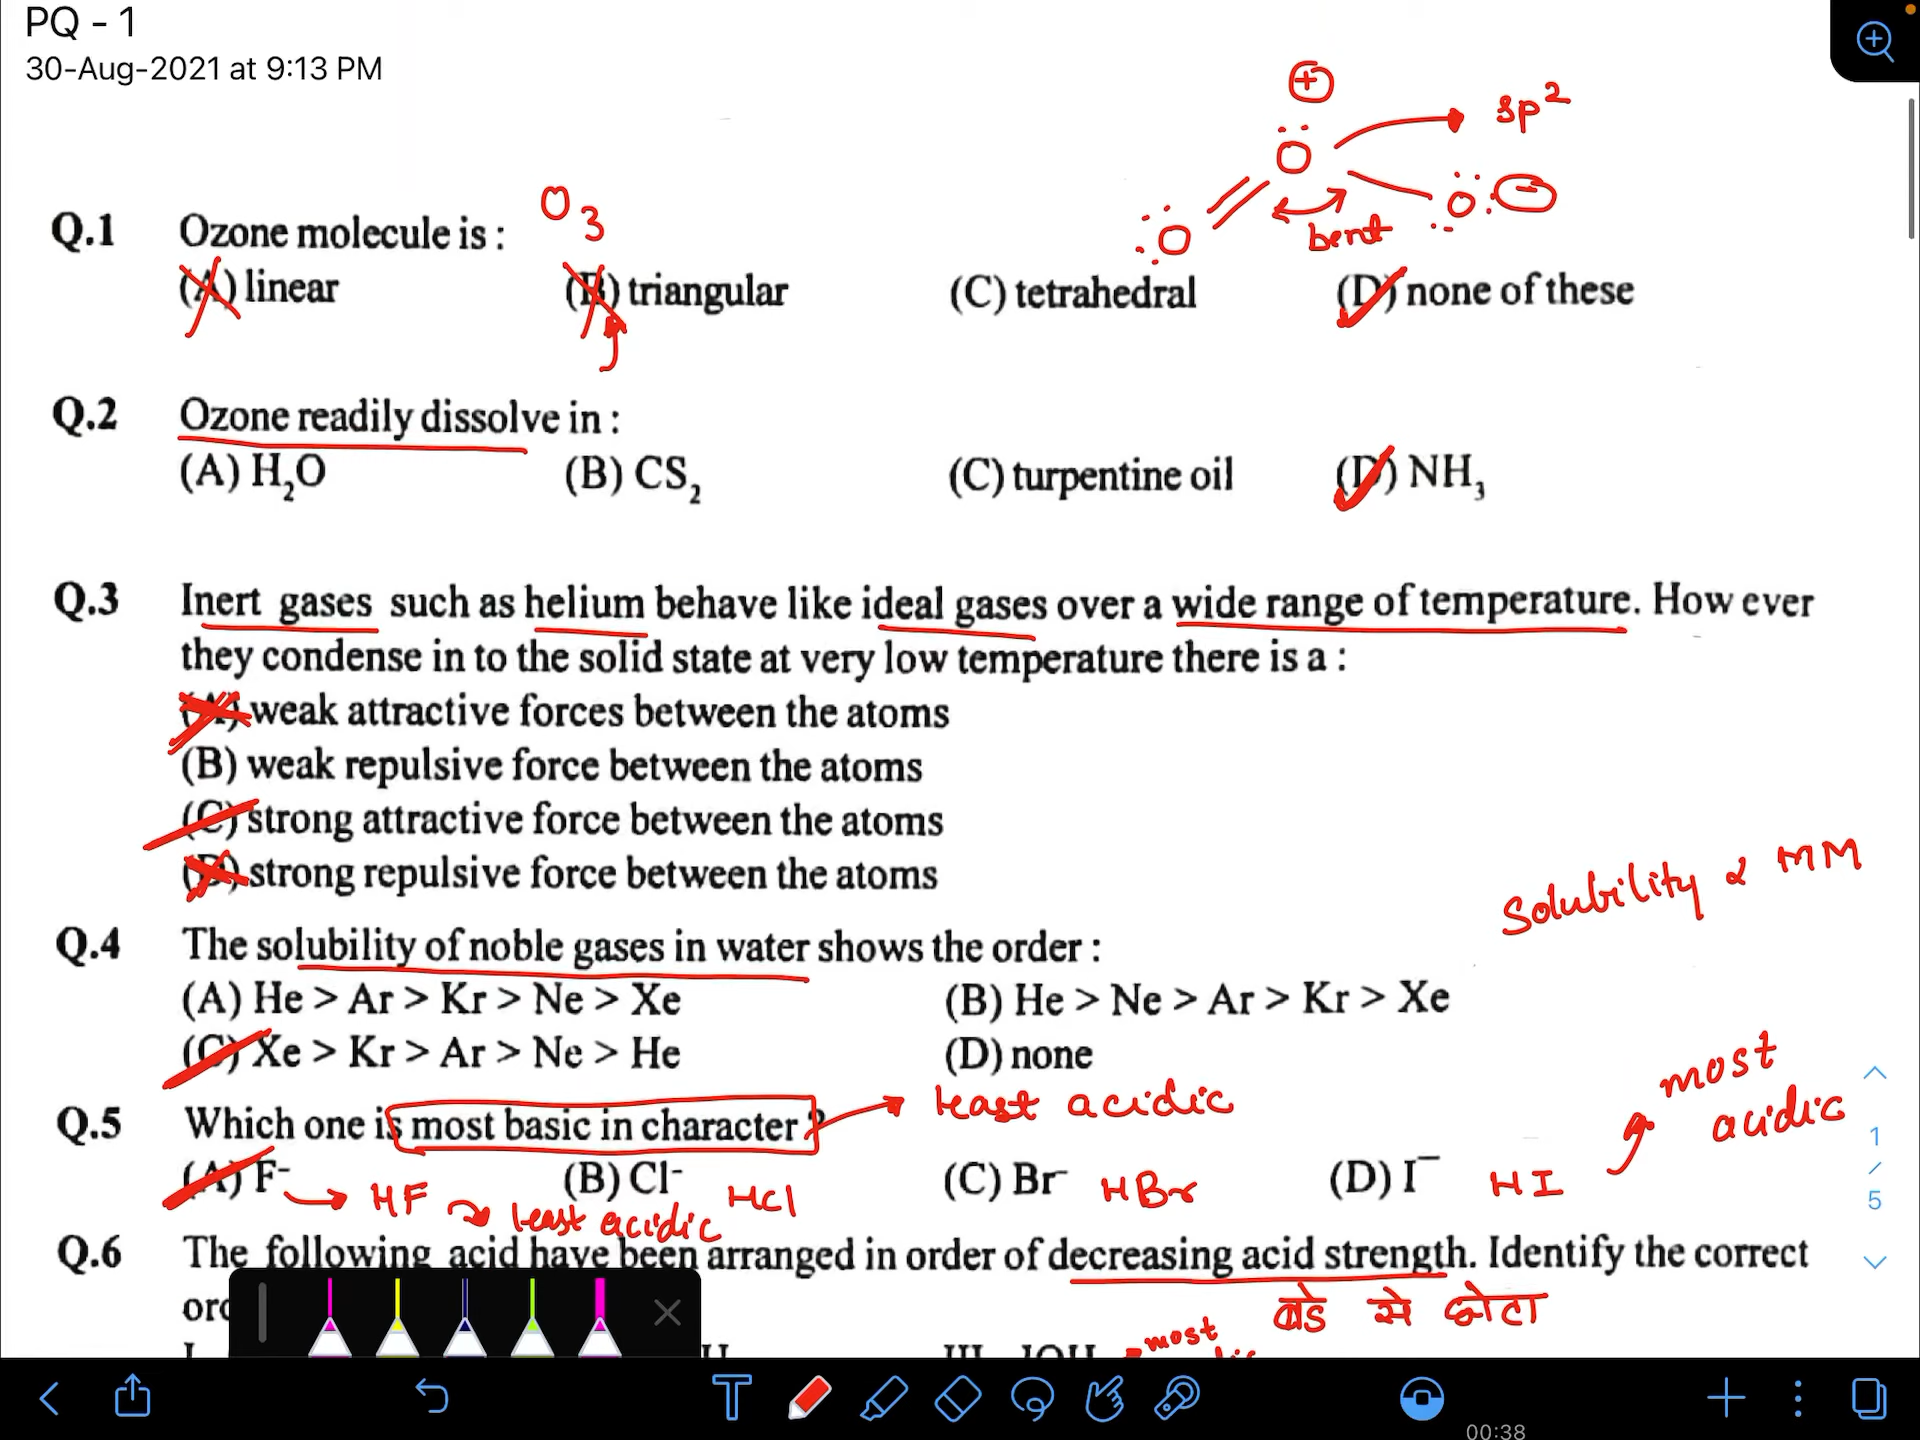 PQ - 1
30-Aug-2021 at 9:13 PM
⊕
sp²
O
O
O
bent
O3
Q.1 Ozone molecule is :
(A) linear (B) triangular (C) tetrahedral (D) none of these
Q.2 Ozone readily dissolve in :
(A) H₂O (B) CS₂ (C) turpentine oil (D) NH₃
Q.3 Inert gases such as helium behave like ideal gases over a wide range of temperature. How ever
they condense in to the solid state at very low temperature there is a :
(A) weak attractive forces between the atoms
(B) weak repulsive force between the atoms
(C) strong attractive force between the atoms
(D) strong repulsive force between the atoms
Solubility α MM
Q.4 The solubility of noble gases in water shows the order :
(A) He > Ar > Kr > Ne > Xe (B) He > Ne > Ar > Kr > Xe
(C) Xe > Kr > Ar > Ne > He (D) none
Q.5 Which one is most basic in character ?
least acidic
most
acidic
(A) F⁻ (B) Cl⁻ (C) Br⁻ (D) I⁻
HF least acidic HCl HBr HI
Q.6 The following acid have been arranged in order of decreasing acid strength. Identify the correct
बडे से छोटा
most
1
/
5
00:38